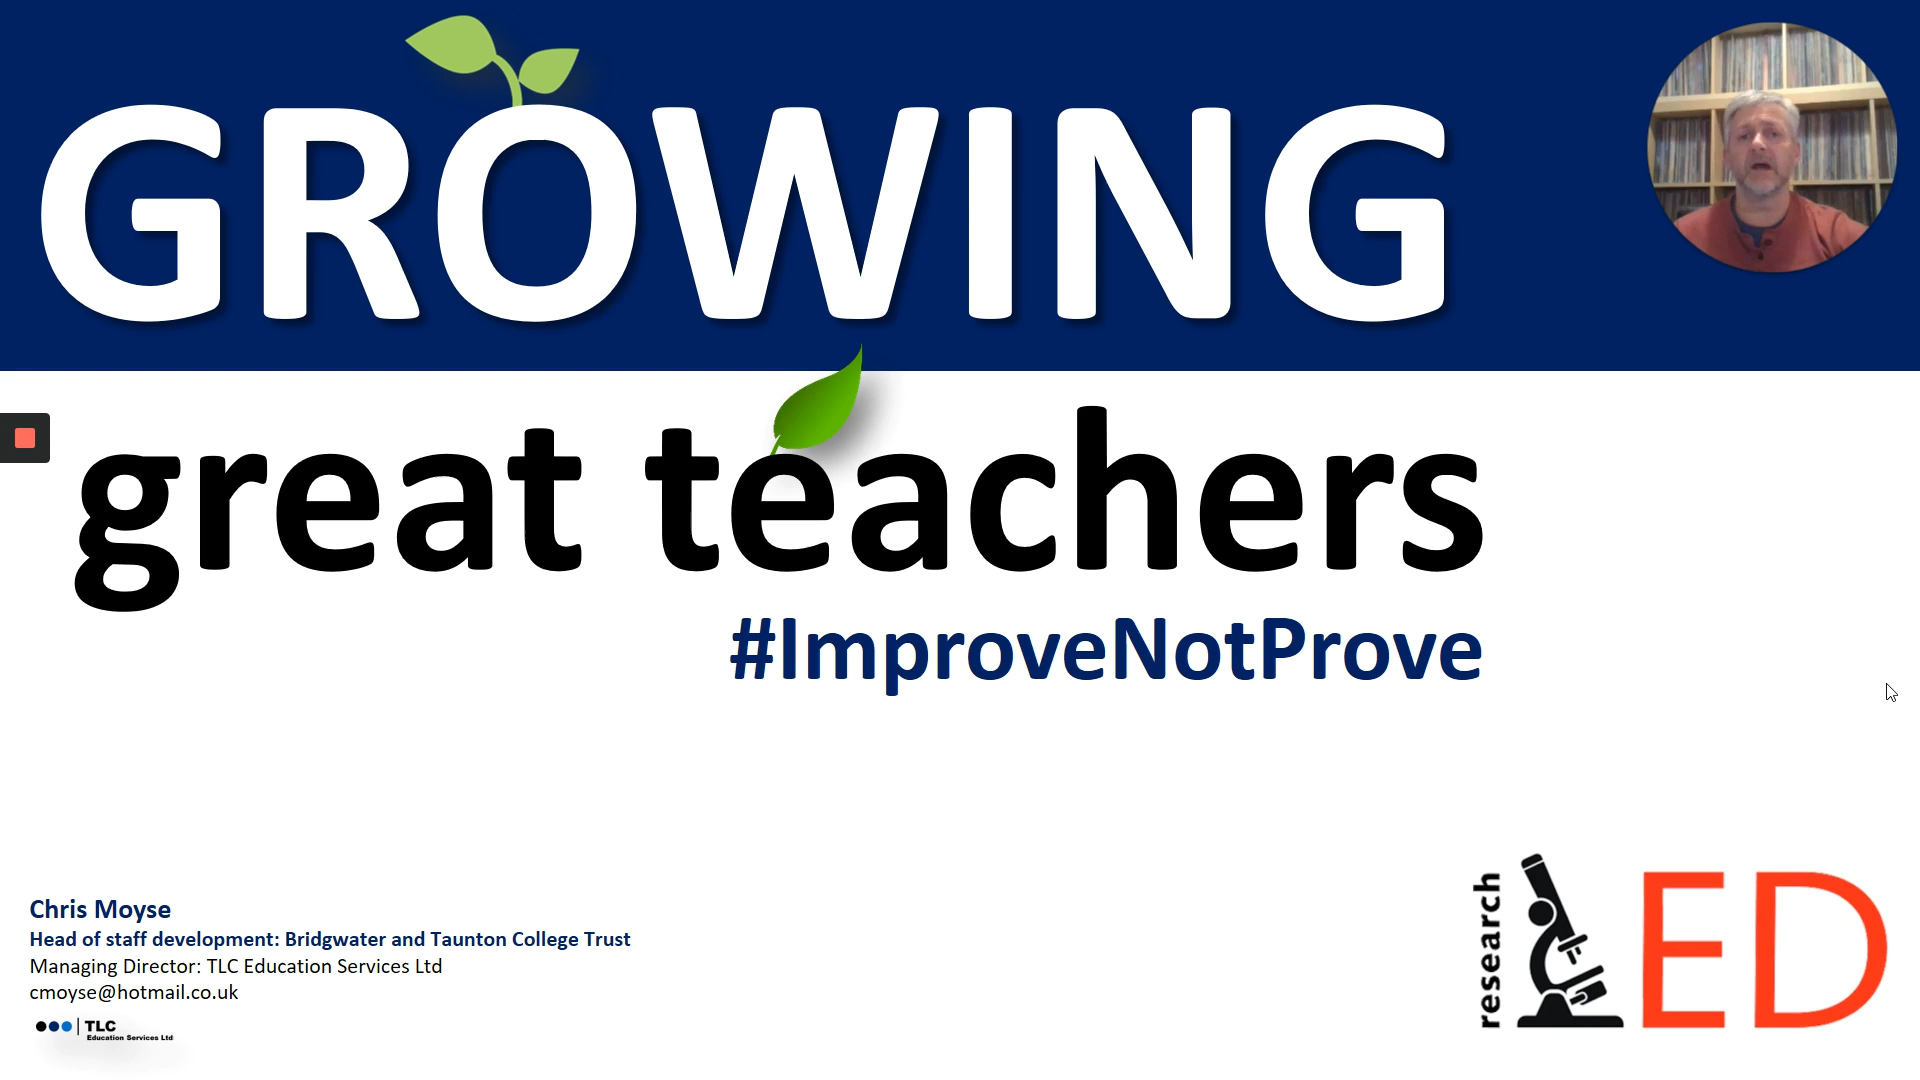 GROWING
great teachers
#ImproveNotProve
Chris Moyse
Head of staff development: Bridgwater and Taunton College Trust
Managing Director: TLC Education Services Ltd
cmoyse@hotmail.co.uk
TLC
Education Services Ltd
research
ED